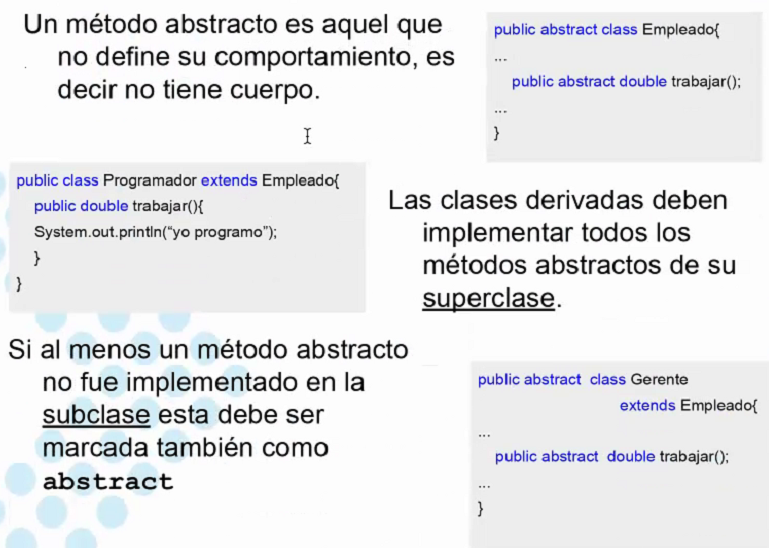 Un método abstracto es aquel que
no define su comportamiento, es
decir no tiene cuerpo.
public abstract class Empleado{
...
public abstract double trabajar();
...
}
public class Programador extends Empleado{
public double trabajar(){
System.out.println(“yo programo”);
}
}
Las clases derivadas deben
implementar todos los
métodos abstractos de su
superclase.
Si al menos un método abstracto
no fue implementado en la
subclase esta debe ser
marcada también como
abstract
public abstract class Gerente
extends Empleado{
...
public abstract double trabajar();
...
}